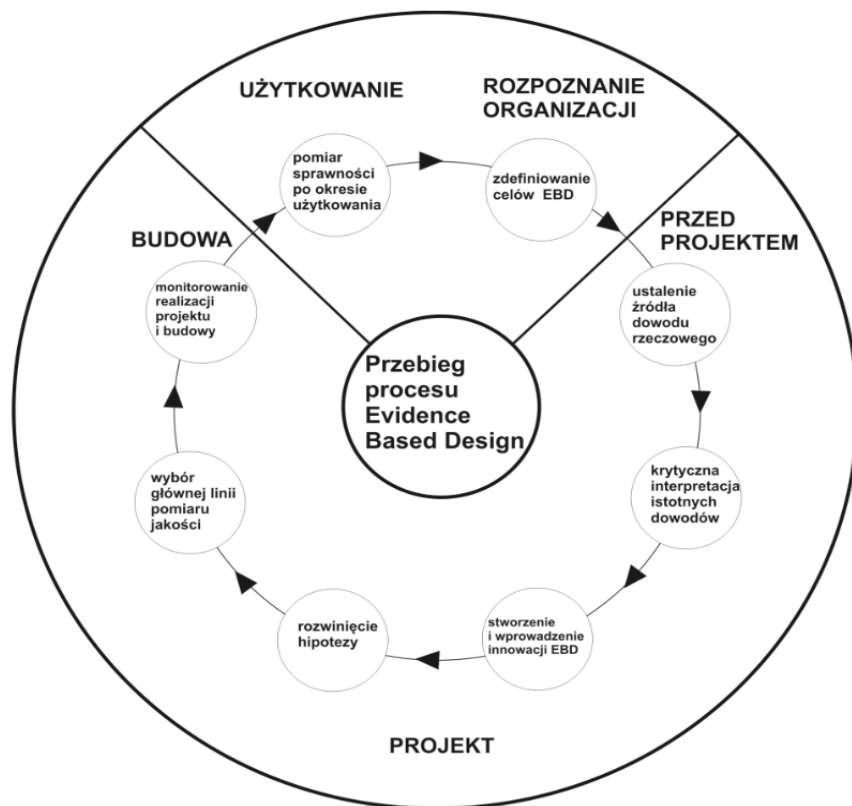 UŻYTKOWANIE
ROZPOZNANIE
ORGANIZACJI
pomiar
sprawności
po okresie
użytkowania
zdefiniowanie
celów EBD
BUDOWA
PRZED
PROJEKTEM
monitorowanie
realizacji
projektu
i budowy
ustalenie
źródła
dowodu
rzeczowego
Przebieg
procesu
Evidence
Based Design
wybór
głównej linii
pomiaru
jakości
krytyczna
interpretacja
istotnych
dowodów
rozwinięcie
hipotezy
stworzenie
i wprowadzenie
innowacji EBD
PROJEKT